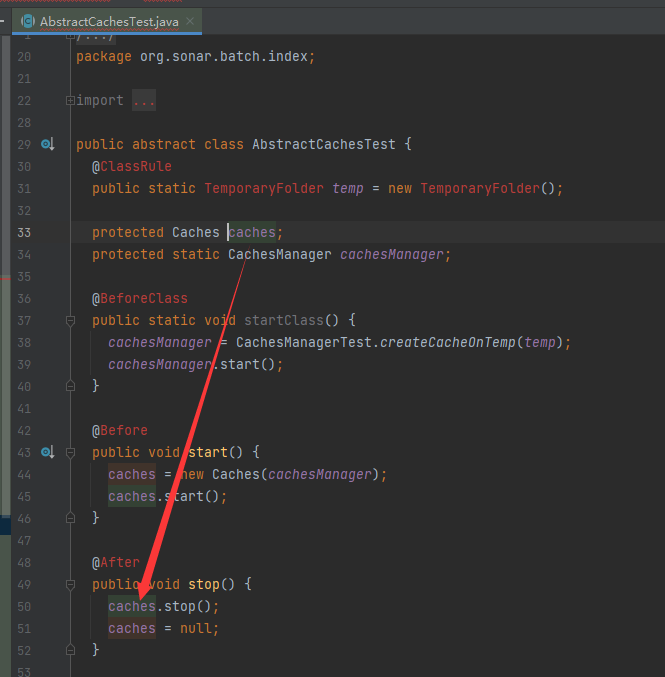 AbstractCachesTest.java ×
/.../
20 package org.sonar.batch.index;
21
22 import ...
28
29 public abstract class AbstractCachesTest {
30 @ClassRule
31 public static TemporaryFolder temp = new TemporaryFolder();
32
33 protected Caches caches;
34 protected static CachesManager cachesManager;
35
36 @BeforeClass
37 public static void startClass() {
38 cachesManager = CachesManagerTest.createCacheOnTemp(temp);
39 cachesManager.start();
40 }
41
42 @Before
43 public void start() {
44 caches = new Caches(cachesManager);
45 caches.start();
46 }
47
48 @After
49 public void stop() {
50 caches.stop();
51 caches = null;
52 }
53